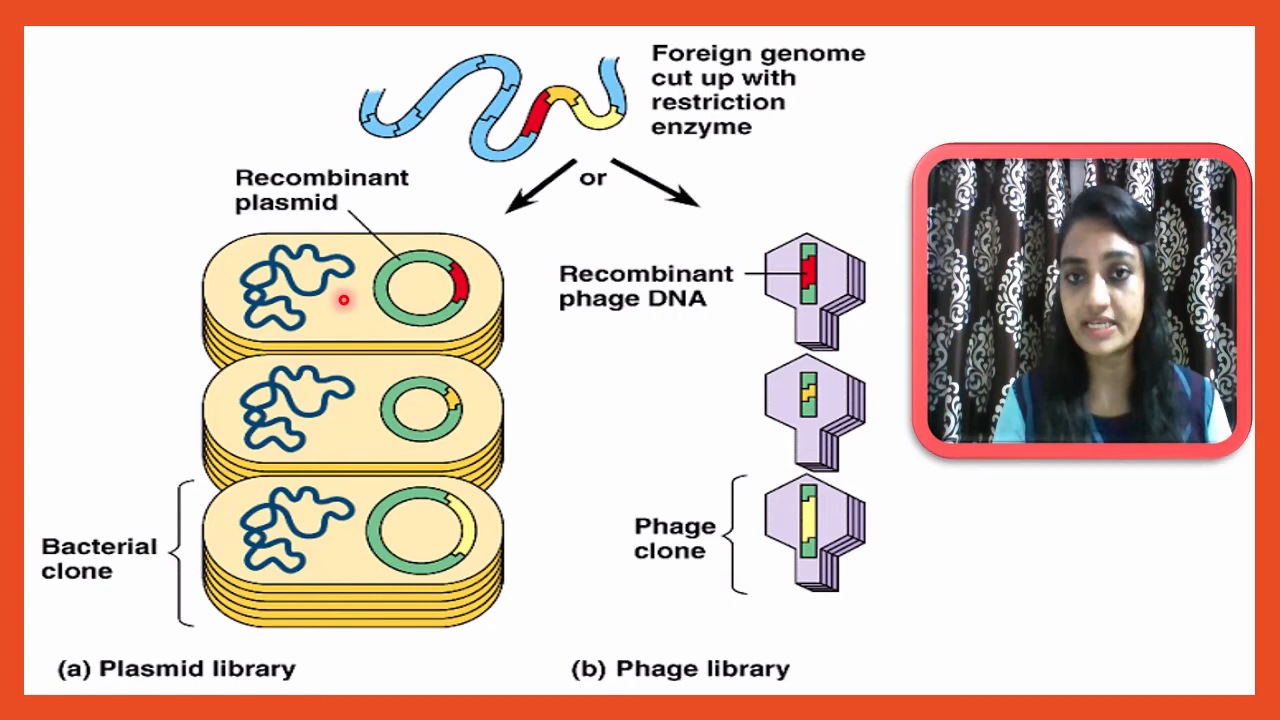 Foreign genome
cut up with
restriction
enzyme
or
Recombinant
plasmid
Recombinant
phage DNA
Bacterial
clone
Phage
clone
(a) Plasmid library
(b) Phage library